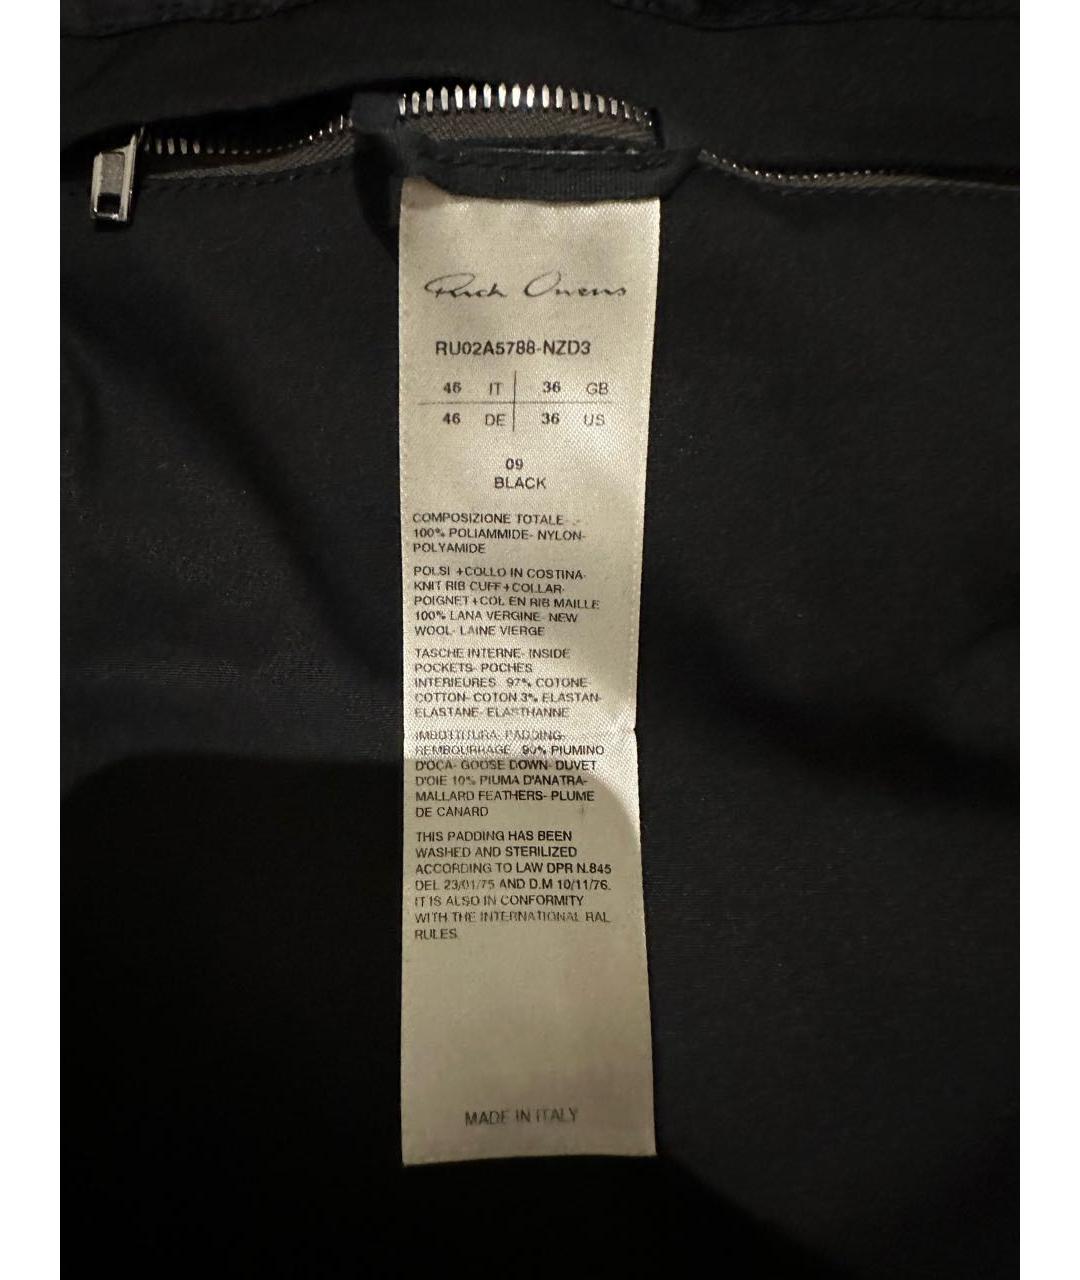 Rick Owens
RU02A5788-NZD3
46 IT 36 GB
46 DE 36 US
09
BLACK
COMPOSIZIONE TOTALE-
100% POLIAMMIDE- NYLON-
POLYAMIDE
POLSI +COLLO IN COSTINA-
KNIT RIB CUFF+COLLAR-
POIGNET+COL EN RIB MAILLE
100% LANA VERGINE- NEW
WOOL- LAINE VIERGE
TASCHE INTERNE- INSIDE
POCKETS- POCHES
INTERIEURES 97% COTONE-
COTTON- COTON 3% ELASTAN-
ELASTANE- ELASTHANNE
IMBOTTITURA- PADDING-
REMBOURRAGE 90% PIUMINO
D'OCA- GOOSE DOWN- DUVET
D'OIE 10% PIUMA D'ANATRA-
MALLARD FEATHERS- PLUME
DE CANARD
THIS PADDING HAS BEEN
WASHED AND STERILIZED
ACCORDING TO LAW DPR N.845
DEL 23/01/75 AND D.M 10/11/76.
IT IS ALSO IN CONFORMITY
WITH THE INTERNATIONAL RAL
RULES.
MADE IN ITALY